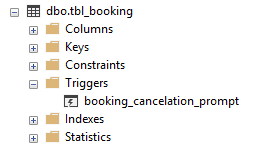 dbo.tbl_booking
Columns
Keys
Constraints
Triggers
booking_cancelation_prompt
Indexes
Statistics